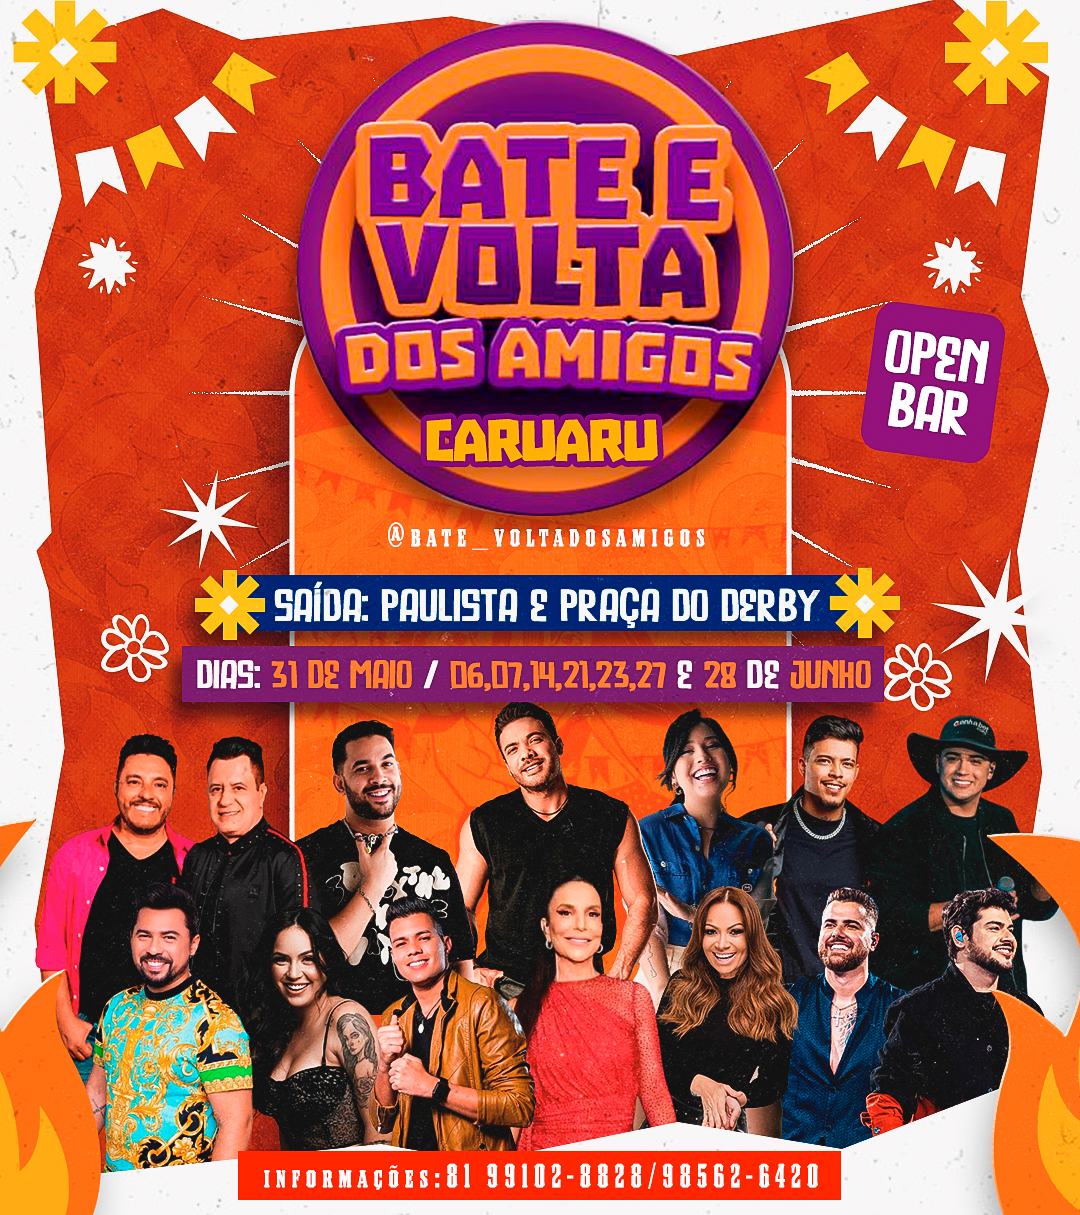 BATE E
VOLTA
DOS AMIGOS
CARUARU
OPEN
BAR
@BATE_VOLTADOSAMIGOS
SAÍDA: PAULISTA E PRAÇA DO DERBY
DIAS: 31 DE MAIO / 06,07,14,21,23,27 E 28 DE JUNHO
INFORMAÇÕES:81 99102-8828/98562-6420